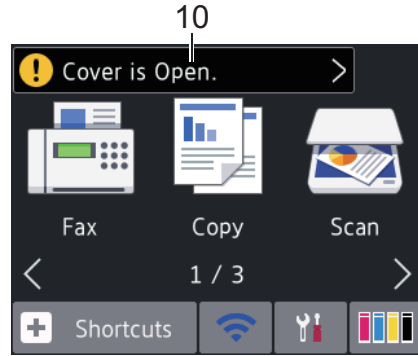 10
Cover is Open.
Fax Copy Scan
1 / 3
Shortcuts